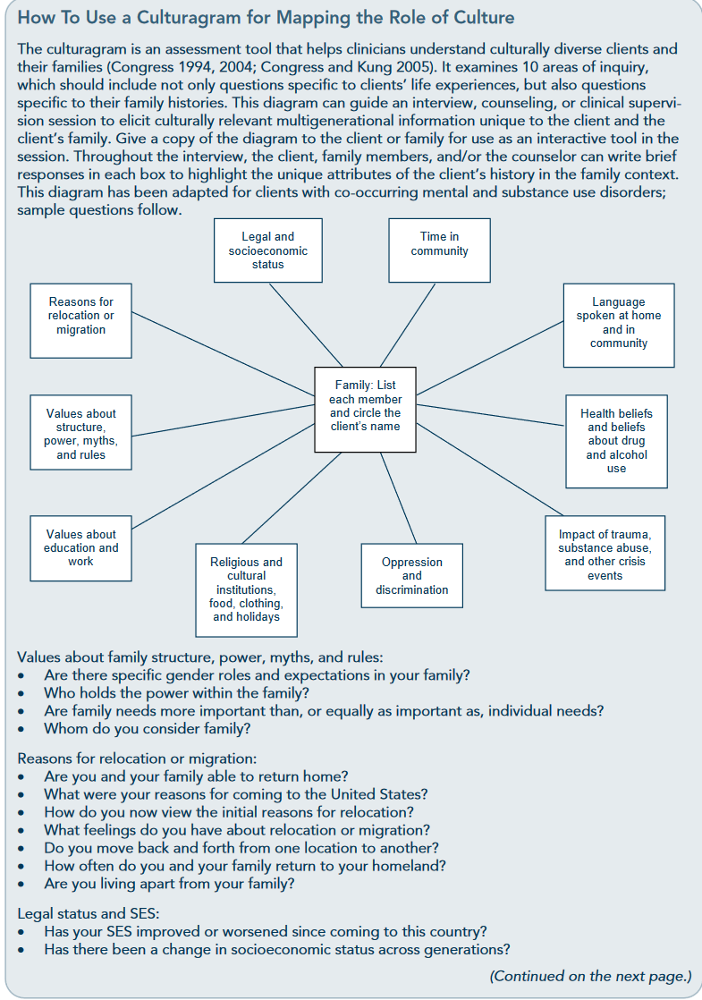 How To Use a Culturagram for Mapping the Role of Culture
The culturagram is an assessment tool that helps clinicians understand culturally diverse clients and
their families (Congress 1994, 2004; Congress and Kung 2005). It examines 10 areas of inquiry,
which should include not only questions specific to clients' life experiences, but also questions
specific to their family histories. This diagram can guide an interview, counseling, or clinical supervi-
sion session to elicit culturally relevant multigenerational information unique to the client and the
client's family. Give a copy of the diagram to the client or family for use as an interactive tool in the
session. Throughout the interview, the client, family members, and/or the counselor can write brief
responses in each box to highlight the unique attributes of the client's history in the family context.
This diagram has been adapted for clients with co-occurring mental and substance use disorders;
sample questions follow.
Legal and
socioeconomic
status
Time in
community
Reasons for
relocation or
migration
Language
spoken at home
and in
community
Family: List
each member
and circle the
client's name
Values about
structure,
power, myths,
and rules
Health beliefs
and beliefs
about drug
and alcohol
use
Values about
education and
work
Impact of trauma,
substance abuse,
and other crisis
events
Religious and
cultural
institutions,
food, clothing,
and holidays
Oppression
and
discrimination
Values about family structure, power, myths, and rules:
• Are there specific gender roles and expectations in your family?
• Who holds the power within the family?
• Are family needs more important than, or equally as important as, individual needs?
• Whom do you consider family?
Reasons for relocation or migration:
• Are you and your family able to return home?
• What were your reasons for coming to the United States?
• How do you now view the initial reasons for relocation?
• What feelings do you have about relocation or migration?
• Do you move back and forth from one location to another?
• How often do you and your family return to your homeland?
• Are you living apart from your family?
Legal status and SES:
• Has your SES improved or worsened since coming to this country?
• Has there been a change in socioeconomic status across generations?
(Continued on the next page.)